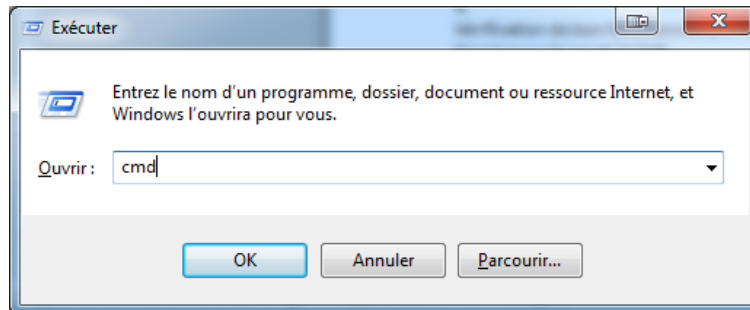 Exécuter
Entrez le nom d'un programme, dossier, document ou ressource Internet, et
Windows l'ouvrira pour vous.
Ouvrir : cmd
OK Annuler Parcourir...